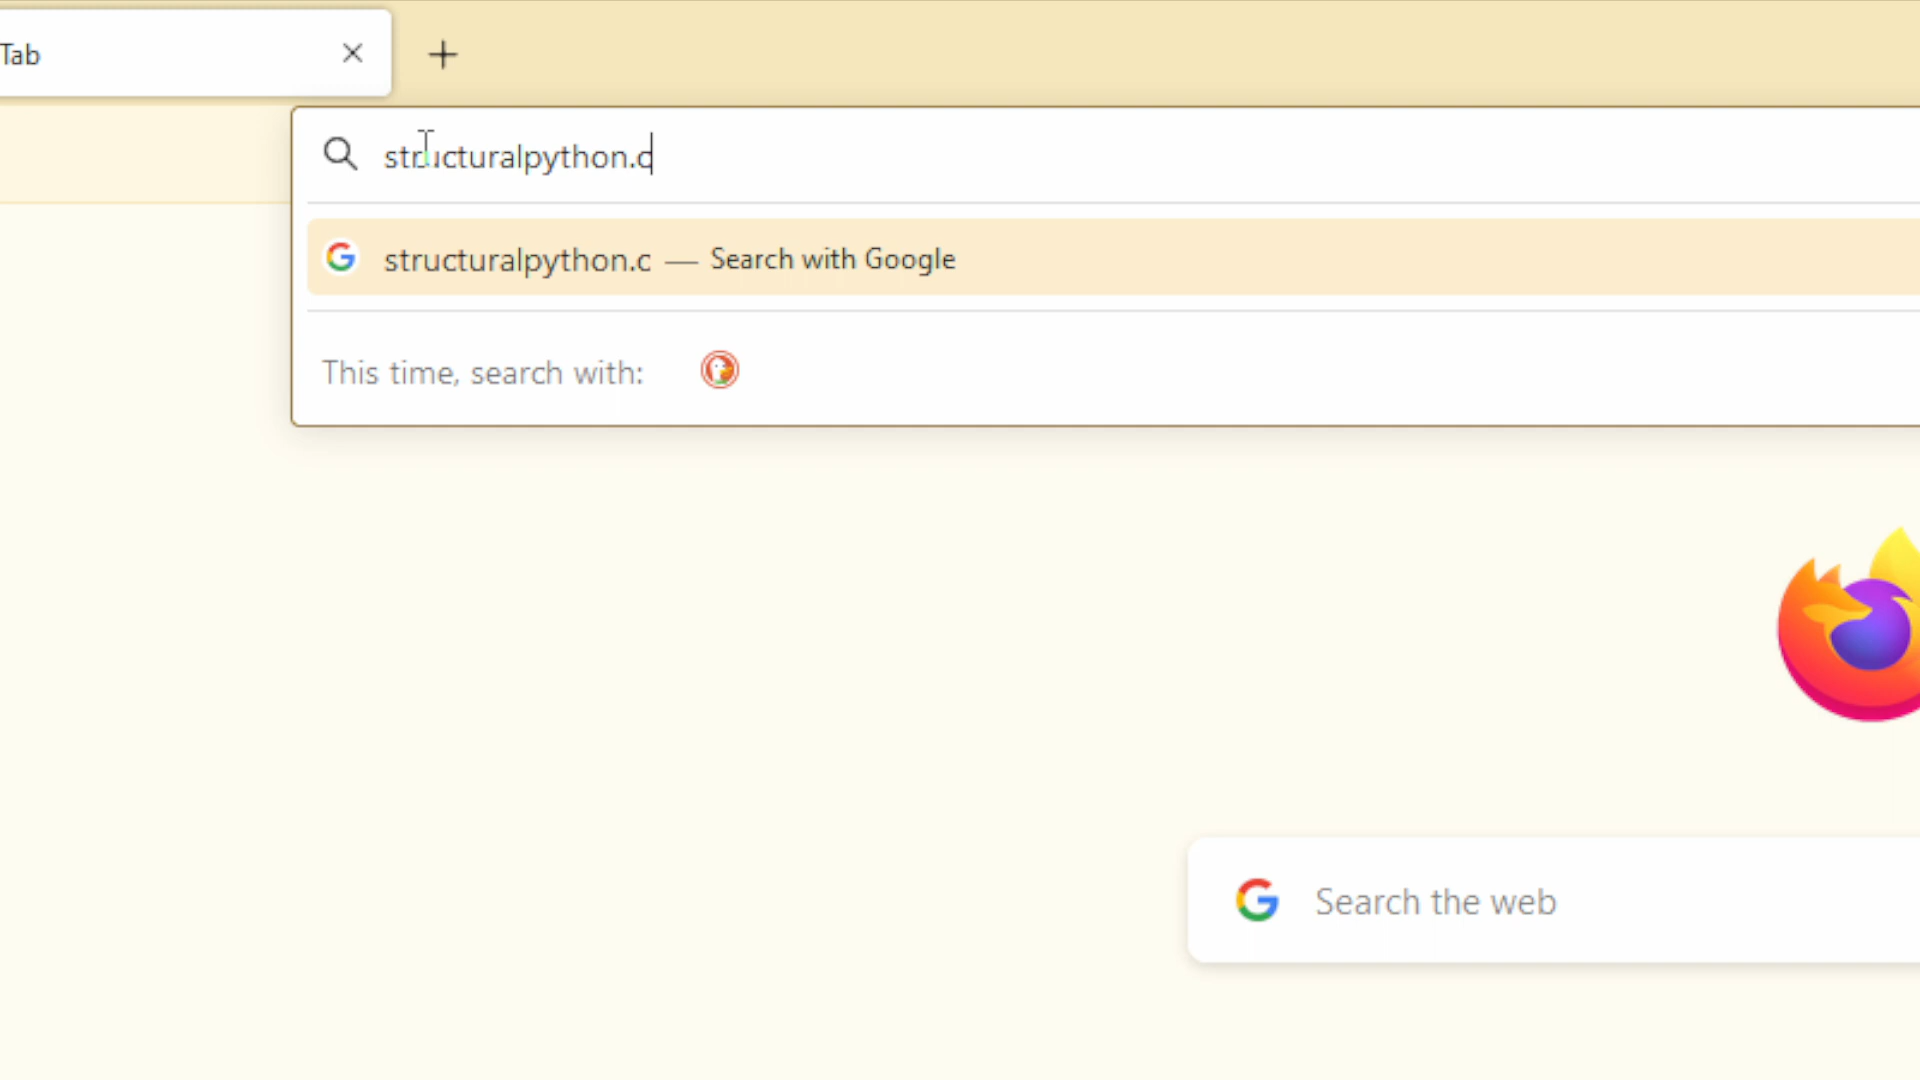 Tab
structuralpython.c
structuralpython.c — Search with Google
This time, search with:
Search the web